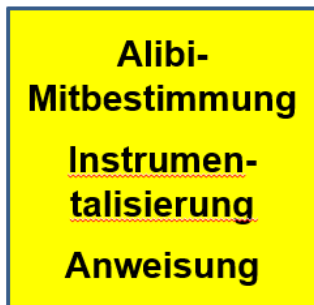 Alibi-
Mitbestimmung
Instrumen-
talisierung
Anweisung